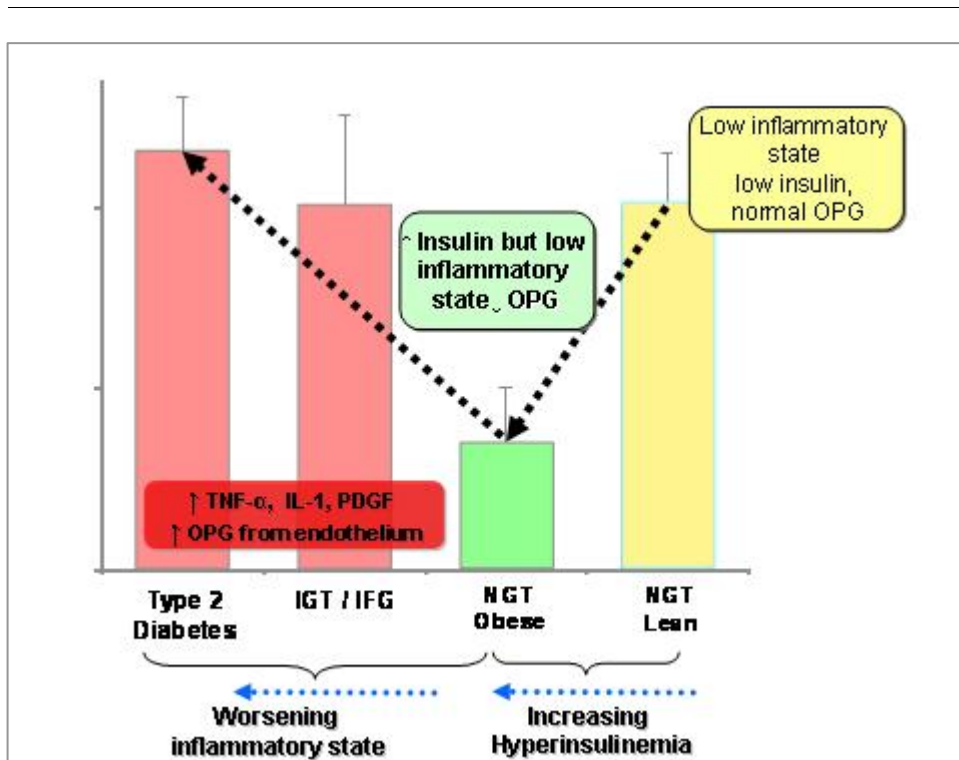 Low inflammatory
state
low insulin,
normal OPG
Insulin but low
inflammatory
state OPG
↑ TNF-α, IL-1, PDGF
↑ OPG from endothelium
Type 2
Diabetes
IGT / IFG
NGT
Obese
NGT
Lean
Worsening
inflammatory state
Increasing
Hyperinsulinemia